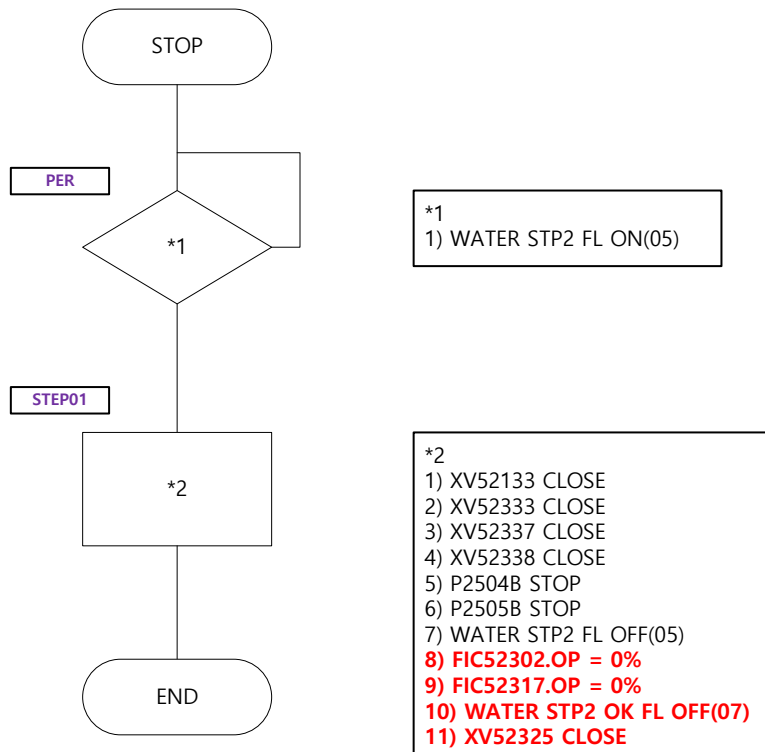 STOP
PER
*1
*1
1) WATER STP2 FL ON(05)
STEP01
*2
*2
1) XV52133 CLOSE
2) XV52333 CLOSE
3) XV52337 CLOSE
4) XV52338 CLOSE
5) P2504B STOP
6) P2505B STOP
7) WATER STP2 FL OFF(05)
8) FIC52302.OP = 0%
9) FIC52317.OP = 0%
10) WATER STP2 OK FL OFF(07)
11) XV52325 CLOSE
END